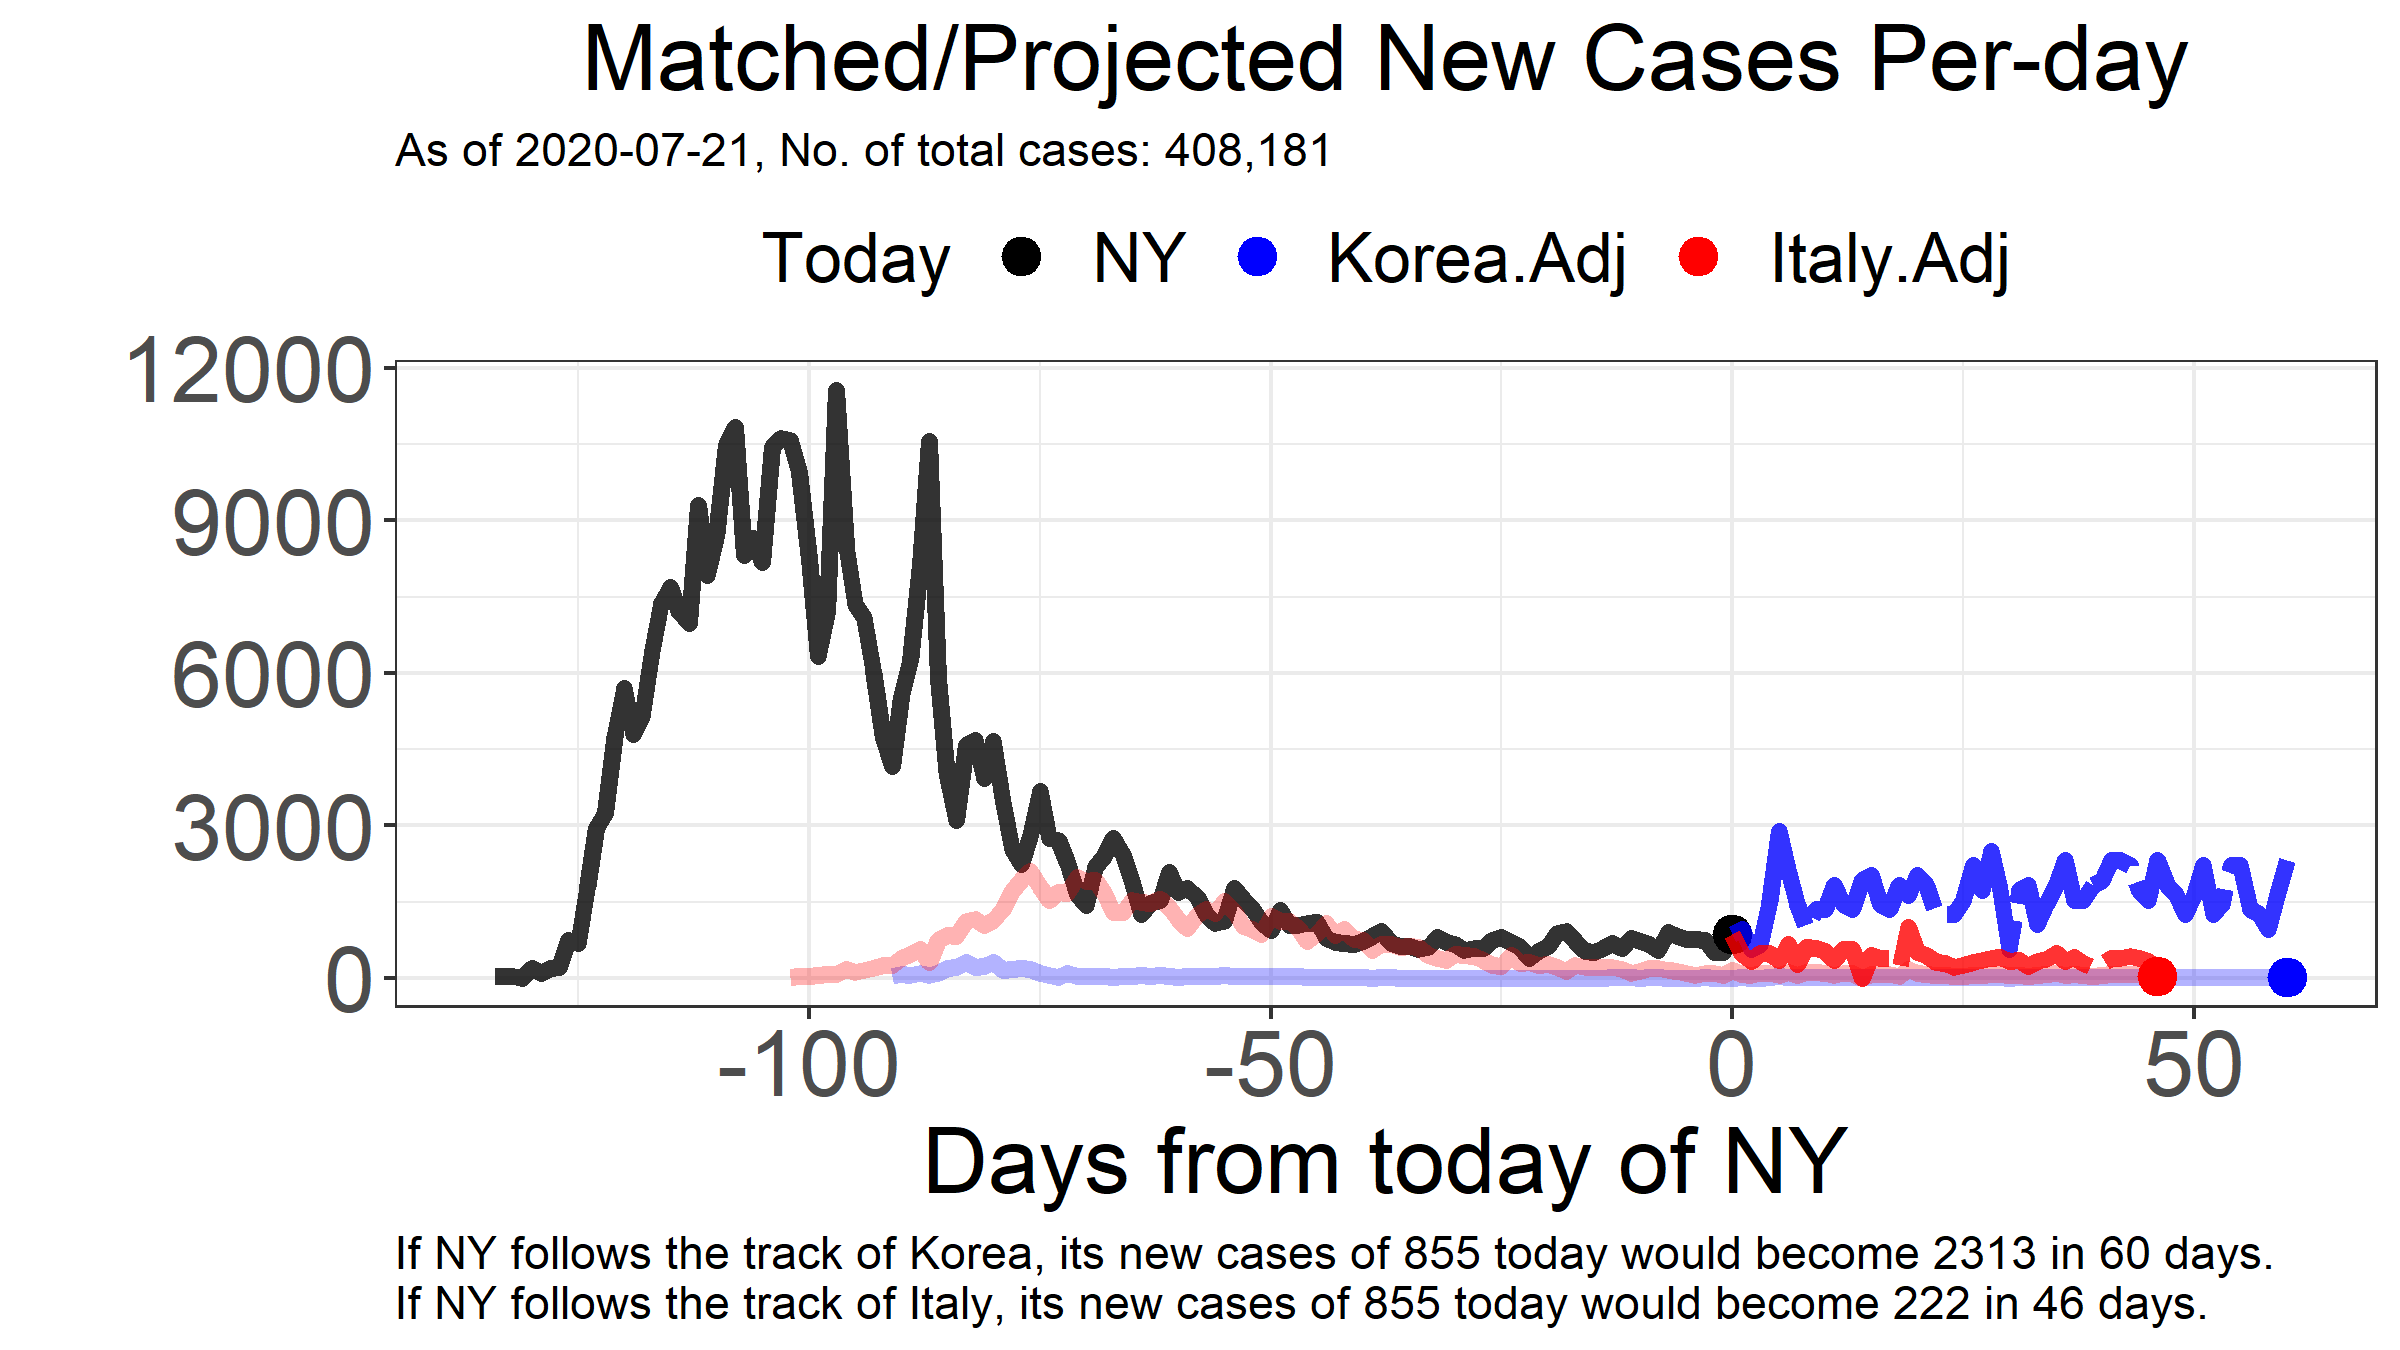 Matched/Projected New Cases Per-day
As of 2020-07-21, No. of total cases: 408,181
Today NY Korea.Adj Italy.Adj
12000
9000
6000
3000
0
-100 -50 0 50
Days from today of NY
If NY follows the track of Korea, its new cases of 855 today would become 2313 in 60 days.
If NY follows the track of Italy, its new cases of 855 today would become 222 in 46 days.